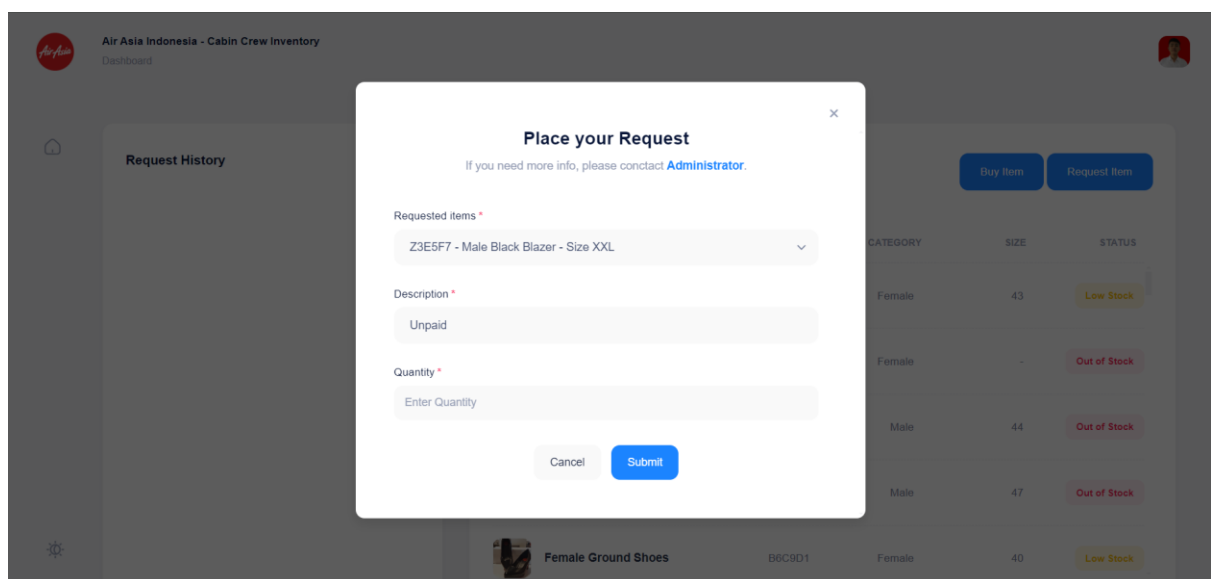 AirAsia
Air Asia Indonesia - Cabin Crew Inventory
Dashboard
Request History
Buy Item
Request Item
CATEGORY
SIZE
STATUS
Female
43
Low Stock
Female
-
Out of Stock
Male
44
Out of Stock
Male
47
Out of Stock
Female Ground Shoes
B6C9D1
Female
40
Low Stock
×
Place your Request
If you need more info, please conctact Administrator.
Requested items *
Z3E5F7 - Male Black Blazer - Size XXL
Description *
Unpaid
Quantity *
Enter Quantity
Cancel
Submit